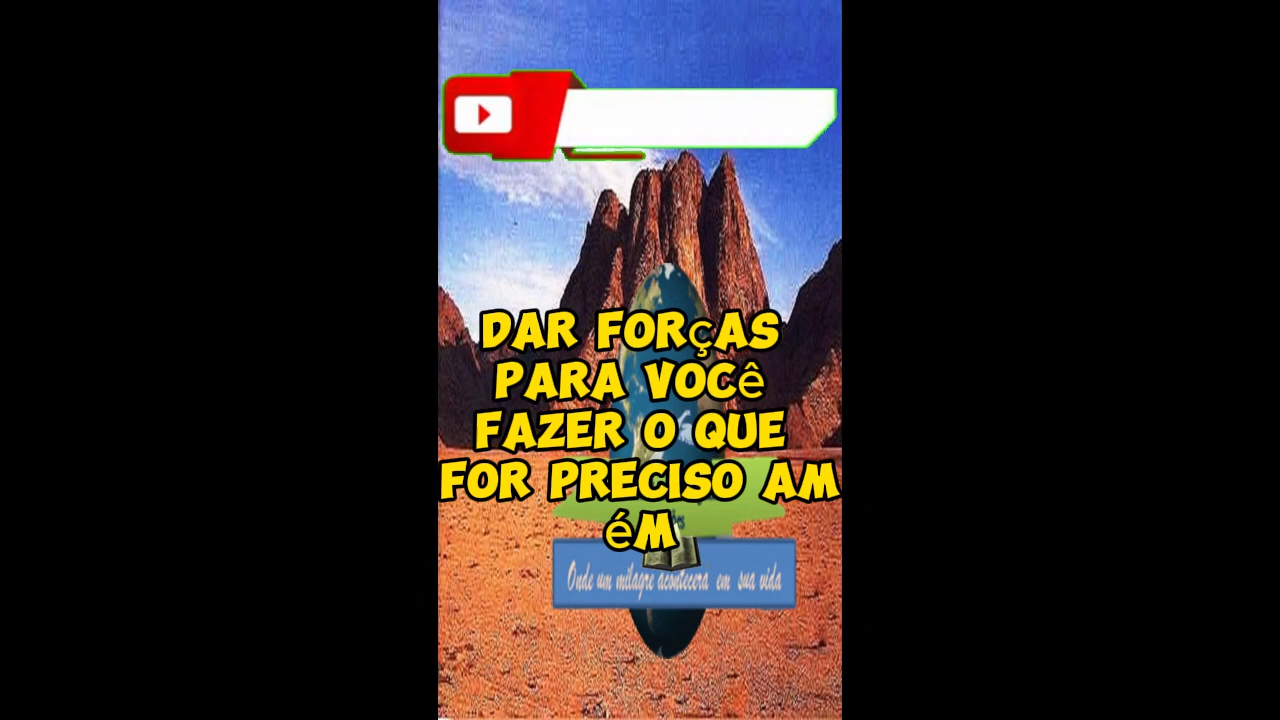 DAR FORÇAS
PARA VOCÊ
FAZER O QUE
FOR PRECISO AM
ÉM
Onde um milagre acontecera em sua vida